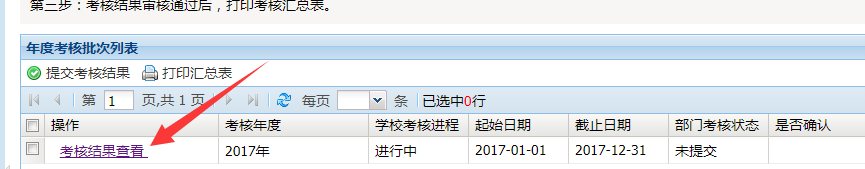 第三步：考核结果审核通过后，打印考核汇总表。
年度考核批次列表
提交考核结果 打印汇总表
第 1 页,共 1 页 每页 条 已选中0行
操作 考核年度 学校考核进程 起始日期 截止日期 部门考核状态 是否确认
考核结果查看 2017年 进行中 2017-01-01 2017-12-31 未提交